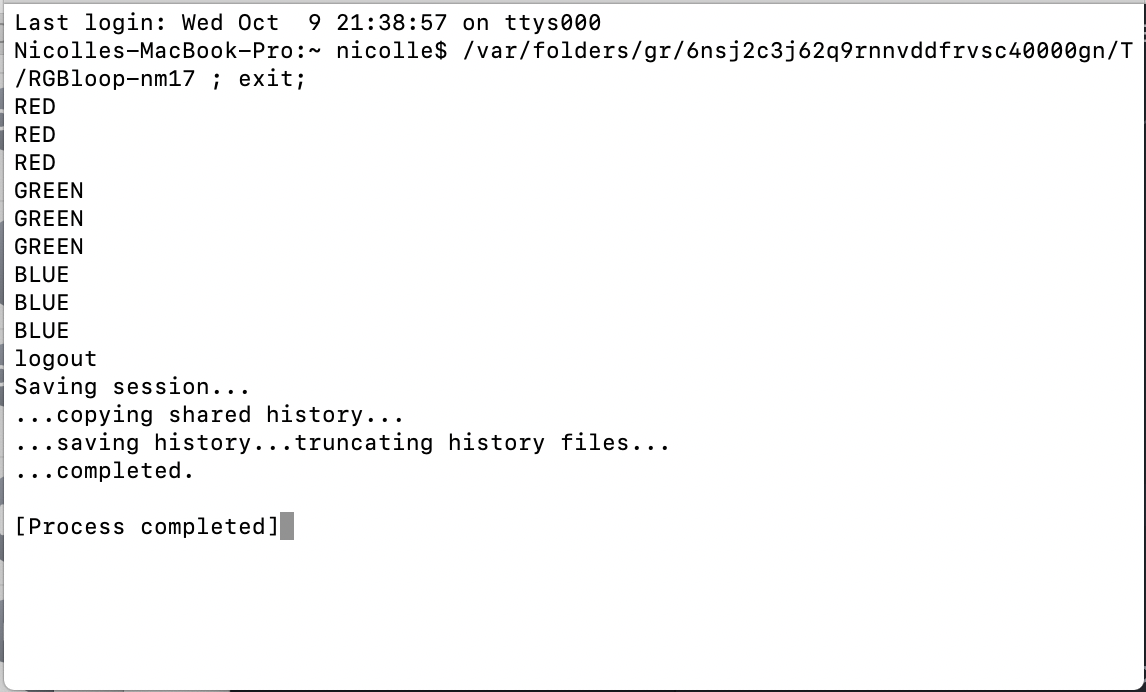 Last login: Wed Oct  9 21:38:57 on ttys000
Nicolles-MacBook-Pro:~ nicolle$ /var/folders/gr/6nsj2c3j62q9rnnvddfrvsc40000gn/T
/RGBloop-nm17 ; exit;
RED
RED
RED
GREEN
GREEN
GREEN
BLUE
BLUE
BLUE
logout
Saving session...
...copying shared history...
...saving history...truncating history files...
...completed.

[Process completed]